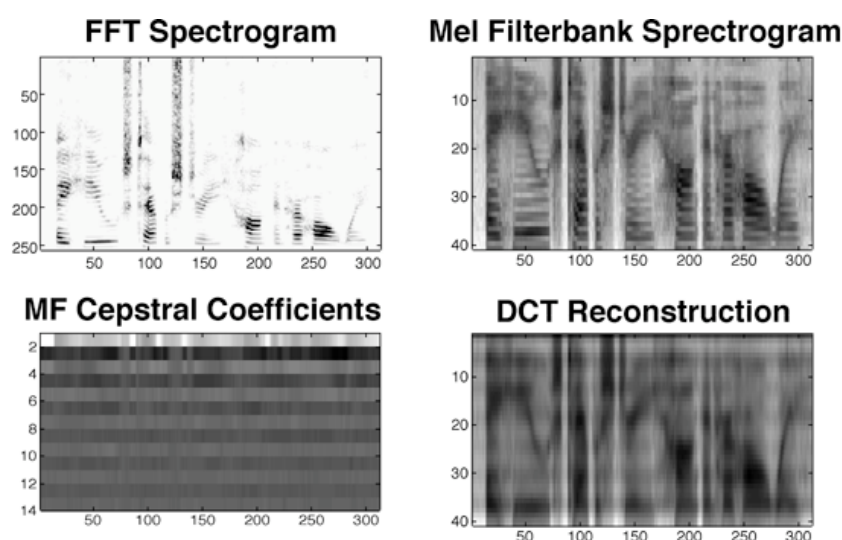 FFT Spectrogram
50
100
150
200
250
50 100 150 200 250 300
Mel Filterbank Sprectrogram
10
20
30
40
50 100 150 200 250 300
MF Cepstral Coefficients
2
4
6
8
10
12
14
50 100 150 200 250 300
DCT Reconstruction
10
20
30
40
50 100 150 200 250 300